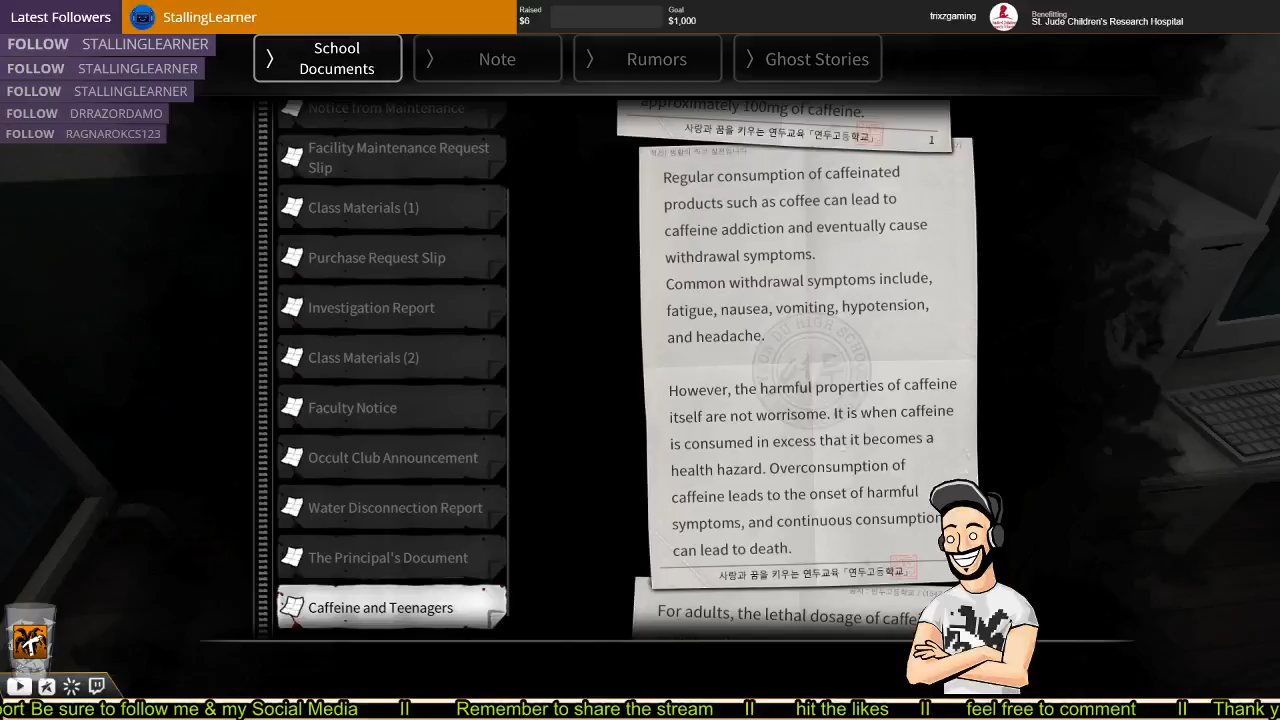 Latest Followers
StallingLearner
Raised
$6
Goal
$1,000
trixzgaming
Benefitting
St. Jude Children's Research Hospital
FOLLOW STALLINGLEARNER
FOLLOW STALLINGLEARNER
FOLLOW STALLINGLEARNER
FOLLOW DRRAZORDAMO
FOLLOW RAGNAROKCS123
School
Documents
Note
Rumors
Ghost Stories
Notice from Maintenance
Facility Maintenance Request
Slip
Class Materials (1)
Purchase Request Slip
Investigation Report
Class Materials (2)
Faculty Notice
Occult Club Announcement
Water Disconnection Report
The Principal's Document
Caffeine and Teenagers
approximately 100mg of caffeine.
사랑과 꿈을 키우는 연두교육 「연두고등학교」
1
Regular consumption of caffeinated
products such as coffee can lead to
caffeine addiction and eventually cause
withdrawal symptoms.
Common withdrawal symptoms include,
fatigue, nausea, vomiting, hypotension,
and headache.
However, the harmful properties of caffeine
itself are not worrisome. It is when caffeine
is consumed in excess that it becomes a
health hazard. Overconsumption of
caffeine leads to the onset of harmful
symptoms, and continuous consumption
can lead to death.
사랑과 꿈을 키우는 연두교육 「연두고등학교」
For adults, the lethal dosage of caffe
ort Be sure to follow me & my Social Media II Remember to share the stream II hit the likes II feel free to comment II Thank y